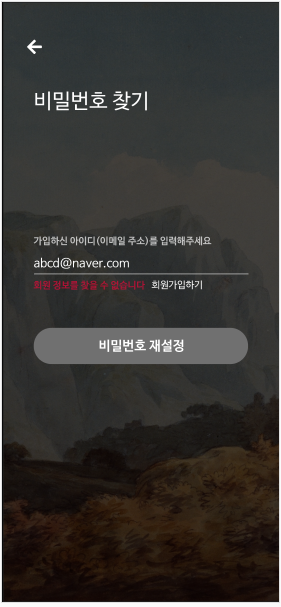 비밀번호 찾기
가입하신 아이디(이메일 주소)를 입력해주세요
abcd@naver.com
회원 정보를 찾을 수 없습니다 회원가입하기
비밀번호 재설정